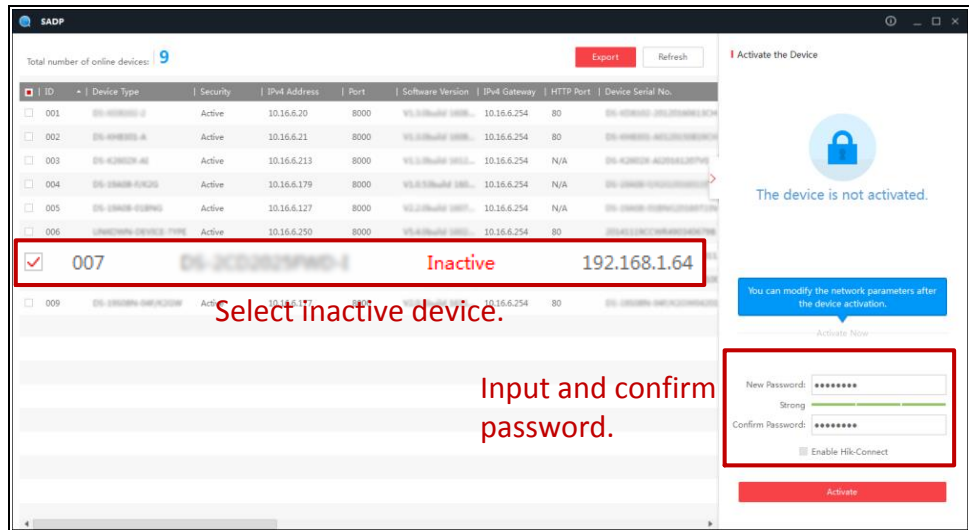 SADP
Total number of online devices: 9
Export
Refresh
ID Device Type Security IPv4 Address Port Software Version IPv4 Gateway HTTP Port Device Serial No.
001 Active 10.16.6.20 8000 10.16.6.254 80
002 Active 10.16.6.21 8000 10.16.6.254 80
003 Active 10.16.6.213 8000 10.16.6.254 N/A
004 Active 10.16.6.179 8000 10.16.6.254 N/A
005 Active 10.16.6.127 8000 10.16.6.254 N/A
006 Active 10.16.6.250 8000 10.16.6.254 80
007 Inactive 192.168.1.64
009 10.16.6.254 80
Select inactive device.
Input and confirm
password.
Activate the Device
The device is not activated.
You can modify the network parameters after
the device activation.
Activate Now
New Password: ●●●●●●●●
Strong
Confirm Password: ●●●●●●●●
Enable Hik-Connect
Activate